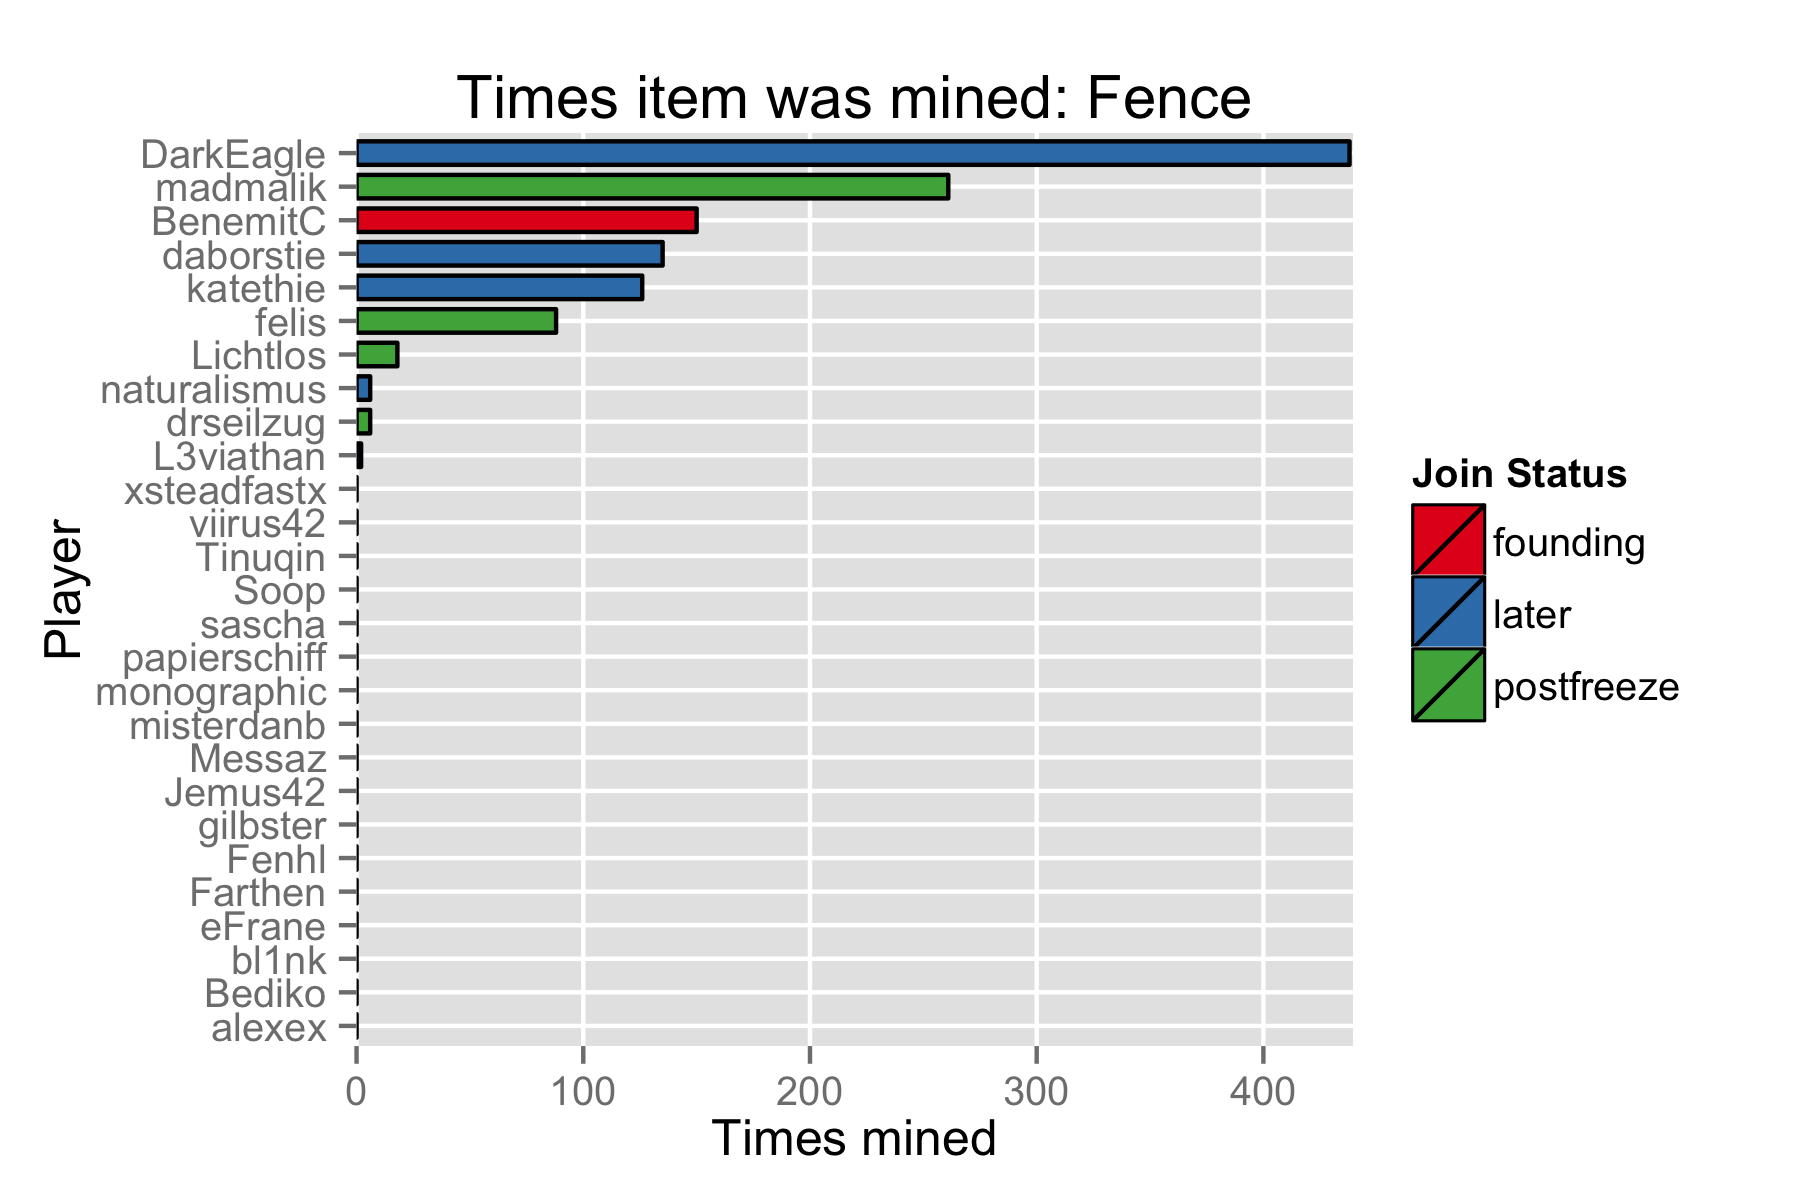 Times item was mined: Fence
DarkEagle
madmalik
BenemitC
daborstie
katethie
felis
Lichtlos
naturalismus
drseilzug
L3viathan
xsteadfastx
viirus42
Tinuqin
Soop
sascha
papierschiff
monographic
misterdanb
Messaz
Jemus42
gilbster
Fenhl
Farthen
eFrane
bl1nk
Bediko
alexex
Player
0 100 200 300 400
Times mined
Join Status
founding
later
postfreeze